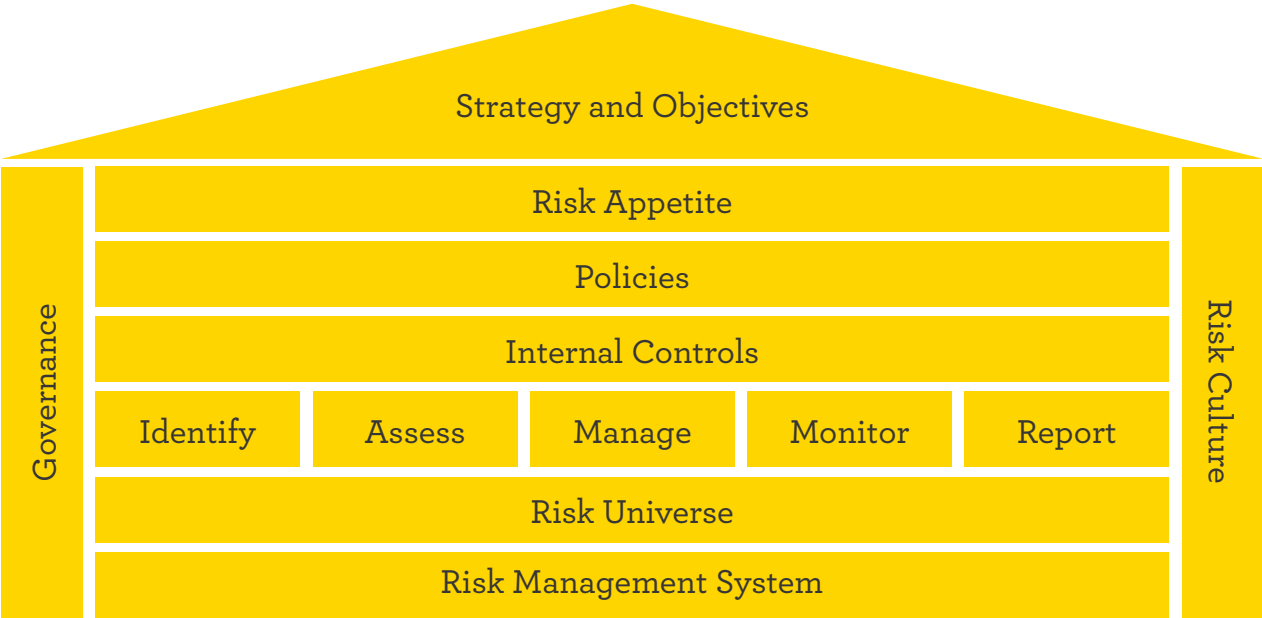 Strategy and Objectives
Governance
Risk Appetite
Policies
Internal Controls
Identify
Assess
Manage
Monitor
Report
Risk Universe
Risk Management System
Risk Culture